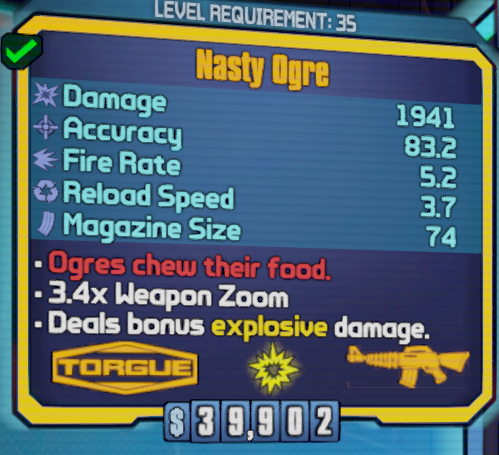 LEVEL REQUIREMENT: 35
Nasty Ogre
Damage 1941
Accuracy 83.2
Fire Rate 5.2
Reload Speed 3.7
Magazine Size 74
• Ogres chew their food.
• 3.4x Weapon Zoom
• Deals bonus explosive damage.
TORGUE
$39,902